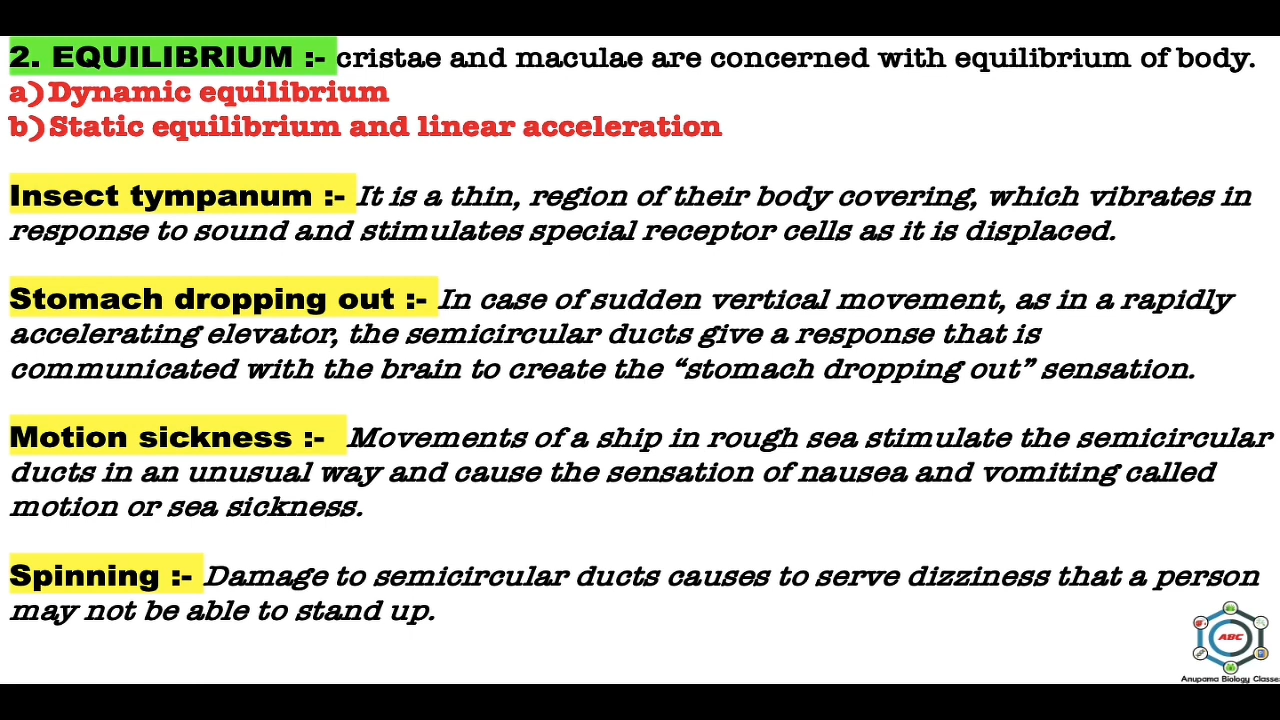 2. EQUILIBRIUM :- cristae and maculae are concerned with equilibrium of body.
a) Dynamic equilibrium
b) Static equilibrium and linear acceleration
Insect tympanum :- It is a thin, region of their body covering, which vibrates in
response to sound and stimulates special receptor cells as it is displaced.
Stomach dropping out :- In case of sudden vertical movement, as in a rapidly
accelerating elevator, the semicircular ducts give a response that is
communicated with the brain to create the “stomach dropping out” sensation.
Motion sickness :- Movements of a ship in rough sea stimulate the semicircular
ducts in an unusual way and cause the sensation of nausea and vomiting called
motion or sea sickness.
Spinning :- Damage to semicircular ducts causes to serve dizziness that a person
may not be able to stand up.
ABC
Anupama Biology Classes